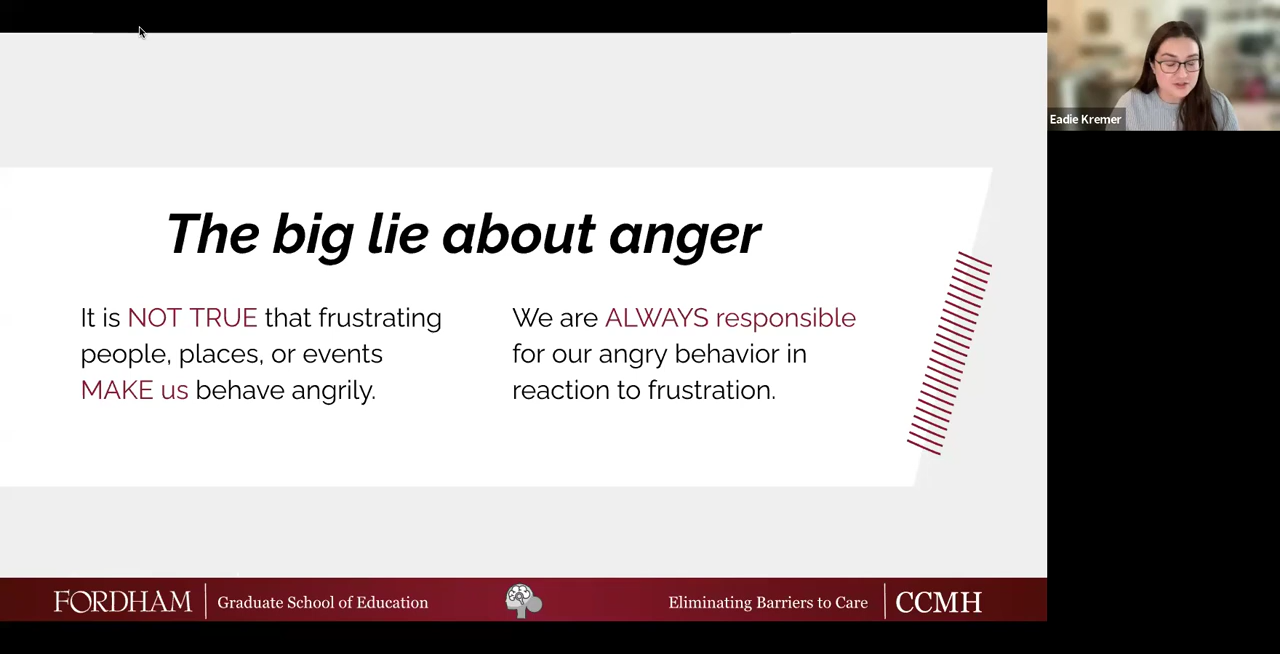 The big lie about anger
It is NOT TRUE that frustrating
people, places, or events
MAKE us behave angrily.
We are ALWAYS responsible
for our angry behavior in
reaction to frustration.
Eadie Kremer
FORDHAM
Graduate School of Education
Eliminating Barriers to Care
CCMH